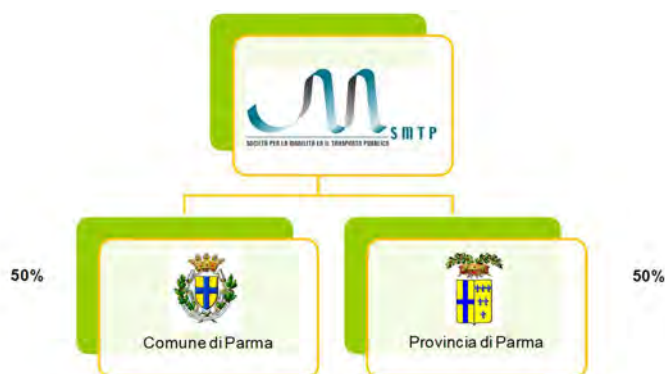 SMTP
SOCIETÀ PER LA MOBILITÀ ED IL TRASPORTO PUBBLICO
50%
50%
Comune di Parma
Provincia di Parma